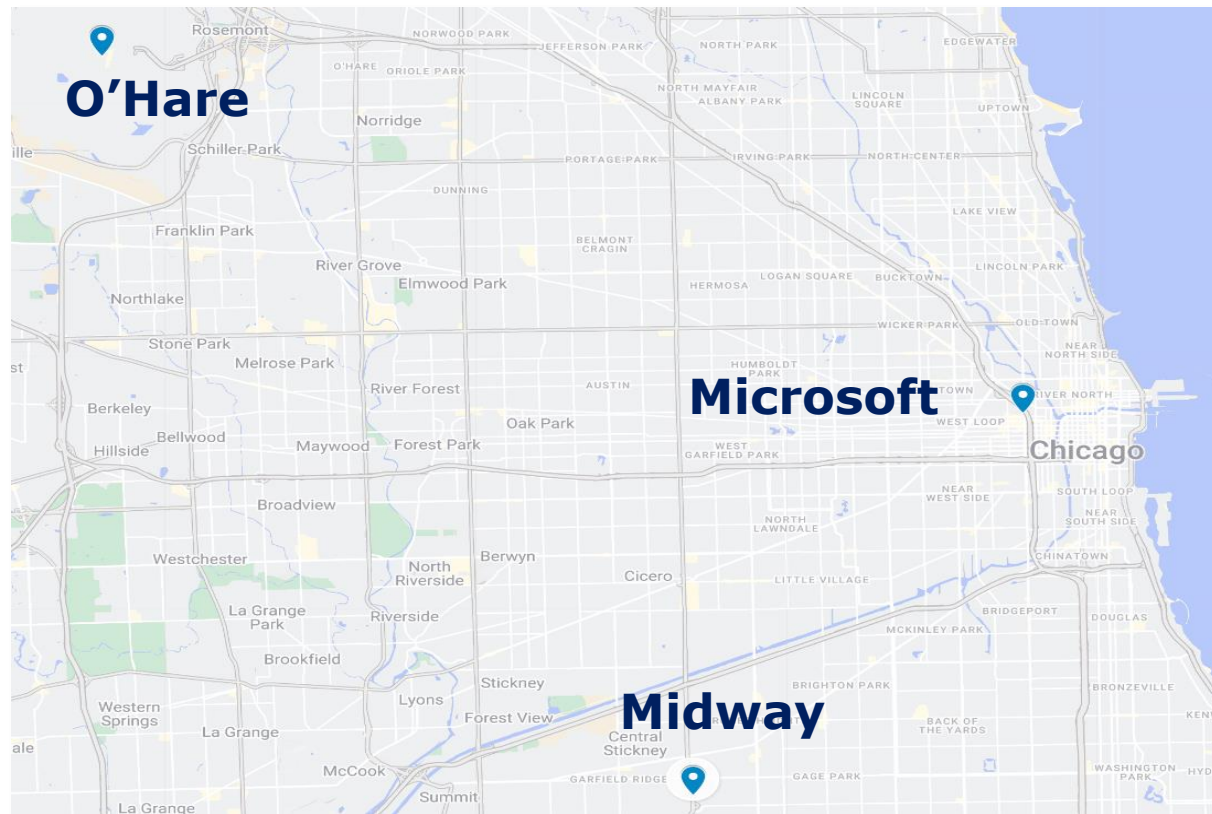 Rosemont
NORWOOD PARK
JEFFERSON PARK
NORTH PARK
EDGEWATER
O'HARE
ORIOLE PARK
O'Hare
NORTH MAYFAIR
ALBANY PARK
LINCOLN
SQUARE
UPTOWN
Norridge
ille
Schiller Park
PORTAGE PARK
IRVING PARK
NORTH CENTER
DUNNING
LAKE VIEW
Franklin Park
BELMONT
CRAGIN
River Grove
Elmwood Park
HERMOSA
LOGAN SQUARE
BUCKTOWN
LINCOLN PARK
Northlake
WICKER PARK
OLD TOWN
Stone Park
Melrose Park
NEAR
NORTH SIDE
st
HUMBOLDT
PARK
River Forest
AUSTIN
Microsoft
TOWN
RIVER NORTH
Berkeley
Oak Park
WEST LOOP
Hillside
Bellwood
Maywood
Forest Park
WEST
GARFIELD PARK
Chicago
Broadview
NEAR
WEST SIDE
SOUTH LOOP
NEAR
SOUTH SIDE
NORTH
LAWNDALE
Westchester
North
Riverside
Berwyn
Cicero
LITTLE VILLAGE
CHINATOWN
La Grange
Park
Riverside
BRIDGEPORT
DOUGLAS
MCKINLEY PARK
Brookfield
Stickney
BRIGHTON PARK
BRONZEVILLE
Western
Springs
Lyons
Forest View
Midway
KEN
La Grange
Central
Stickney
BACK OF
THE YARDS
ale
McCook
GARFIELD RIDGE
GAGE PARK
WASHINGTON
PARK
HYD
Summit
La Grange